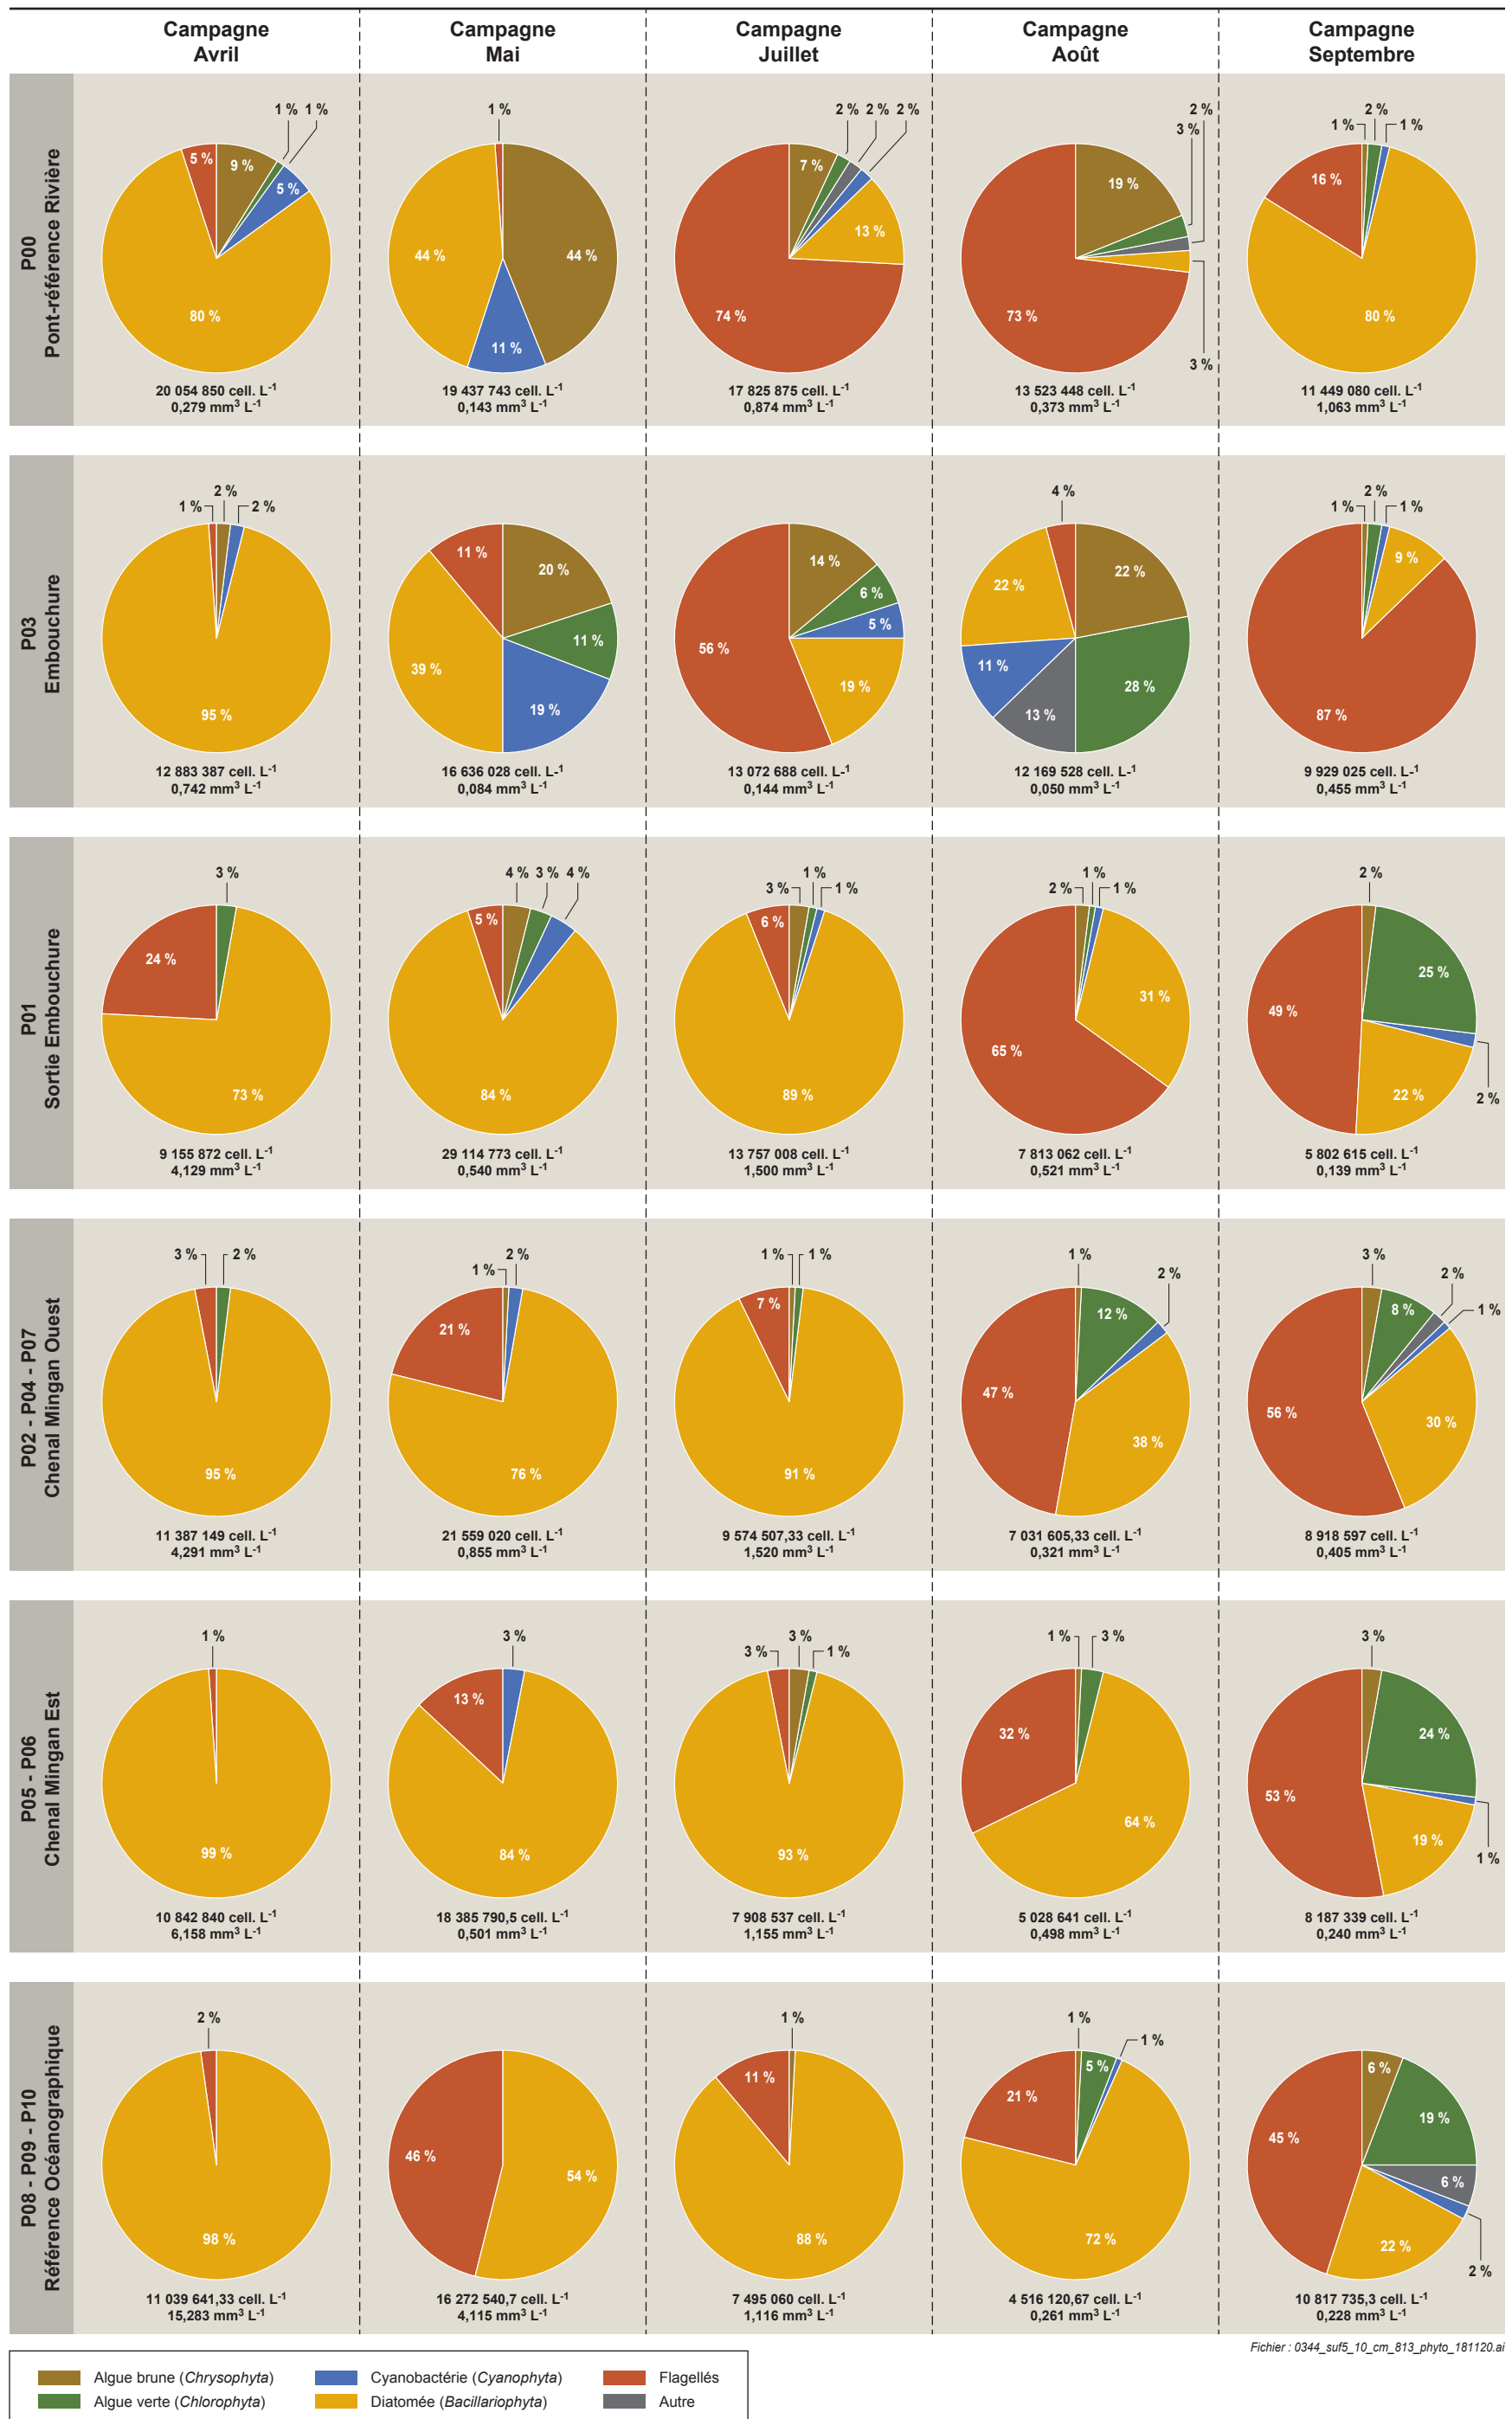 Campagne
Avril
Campagne
Mai
Campagne
Juillet
Campagne
Août
Campagne
Septembre
P00
Pont-référence Rivière
1 % 1 %
5 %
9 %
5 %
80 %
20 054 850 cell. L-1
0,279 mm3 L-1
1 %
44 %
44 %
11 %
19 437 743 cell. L-1
0,143 mm3 L-1
2 % 2 % 2 %
7 %
13 %
74 %
17 825 875 cell. L-1
0,874 mm3 L-1
2 %
3 %
19 %
73 %
3 %
13 523 448 cell. L-1
0,373 mm3 L-1
2 %
1 % 1 %
16 %
80 %
11 449 080 cell. L-1
1,063 mm3 L-1
P03
Embouchure
2 %
1 % 2 %
95 %
12 883 387 cell. L-1
0,742 mm3 L-1
11 %
20 %
11 %
39 %
19 %
16 636 028 cell. L-1
0,084 mm3 L-1
14 %
6 %
5 %
56 %
19 %
13 072 688 cell. L-1
0,144 mm3 L-1
4 %
22 %
22 %
11 %
28 %
13 %
12 169 528 cell. L-1
0,050 mm3 L-1
2 %
1 % 1 %
9 %
87 %
9 929 025 cell. L-1
0,455 mm3 L-1
P01
Sortie Embouchure
3 %
24 %
73 %
9 155 872 cell. L-1
4,129 mm3 L-1
4 % 3 % 4 %
5 %
84 %
29 114 773 cell. L-1
0,540 mm3 L-1
1 %
3 % 1 %
6 %
89 %
13 757 008 cell. L-1
1,500 mm3 L-1
1 %
2 % 1 %
31 %
65 %
7 813 062 cell. L-1
0,521 mm3 L-1
2 %
25 %
49 %
22 %
2 %
5 802 615 cell. L-1
0,139 mm3 L-1
P02 - P04 - P07
Chenal Mingan Ouest
3 % 2 %
95 %
11 387 149 cell. L-1
4,291 mm3 L-1
2 %
1 %
21 %
76 %
21 559 020 cell. L-1
0,855 mm3 L-1
1 % 1 %
7 %
91 %
9 574 507,33 cell. L-1
1,520 mm3 L-1
1 %
2 %
12 %
47 %
38 %
7 031 605,33 cell. L-1
0,321 mm3 L-1
3 %
2 %
1 %
8 %
56 %
30 %
8 918 597 cell. L-1
0,405 mm3 L-1
P05 - P06
Chenal Mingan Est
1 %
99 %
10 842 840 cell. L-1
6,158 mm3 L-1
3 %
13 %
84 %
18 385 790,5 cell. L-1
0,501 mm3 L-1
3 %
3 % 1 %
93 %
7 908 537 cell. L-1
1,155 mm3 L-1
1 % 3 %
32 %
64 %
5 028 641 cell. L-1
0,498 mm3 L-1
3 %
24 %
53 %
19 %
1 %
8 187 339 cell. L-1
0,240 mm3 L-1
P08 - P09 - P10
Référence Océanographique
2 %
98 %
11 039 641,33 cell. L-1
15,283 mm3 L-1
46 %
54 %
16 272 540,7 cell. L-1
4,115 mm3 L-1
1 %
11 %
88 %
7 495 060 cell. L-1
1,116 mm3 L-1
1 %
1 %
5 %
21 %
72 %
4 516 120,67 cell. L-1
0,261 mm3 L-1
6 %
19 %
45 %
6 %
22 %
2 %
10 817 735,3 cell. L-1
0,228 mm3 L-1
Fichier : 0344_suf5_10_cm_813_phyto_181120.ai
Algue brune (Chrysophyta)
Cyanobactérie (Cyanophyta)
Flagellés
Algue verte (Chlorophyta)
Diatomée (Bacillariophyta)
Autre